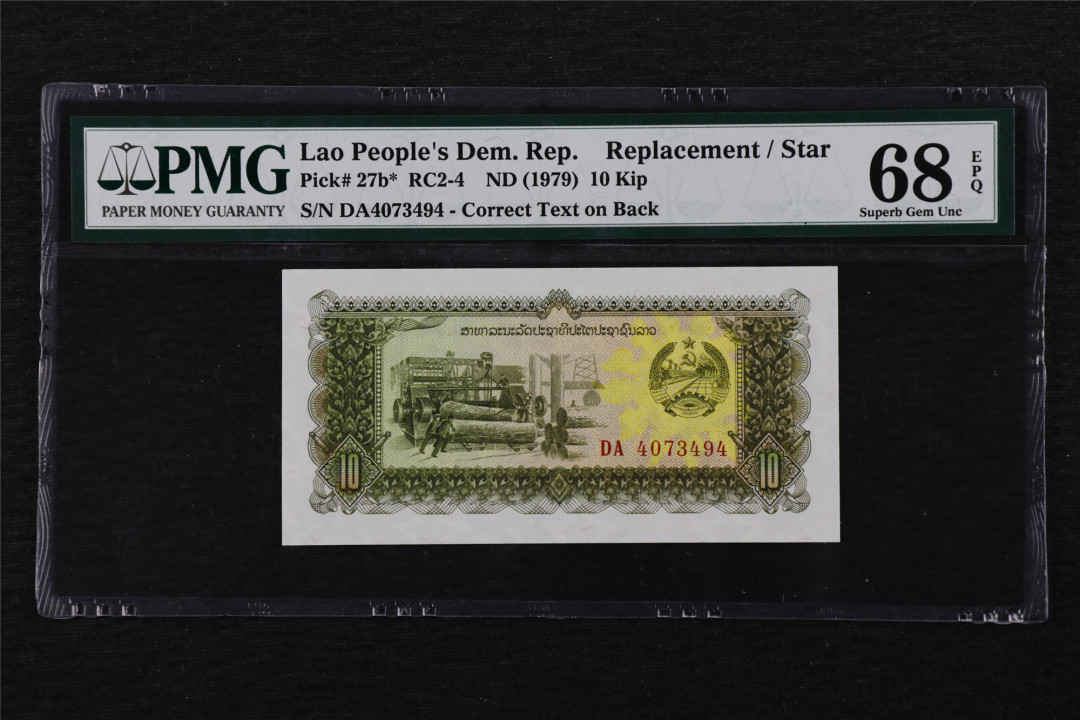 PMG
PAPER MONEY GUARANTY
Lao People's Dem. Rep. Replacement / Star
Pick# 27b* RC2-4 ND (1979) 10 Kip
S/N DA4073494 - Correct Text on Back
68
EPQ
Superb Gem Unc
ສາທາລະນະລັດປະຊາທິປະໄຕປະຊາຊົນລາວ
DA 4073494
10
10